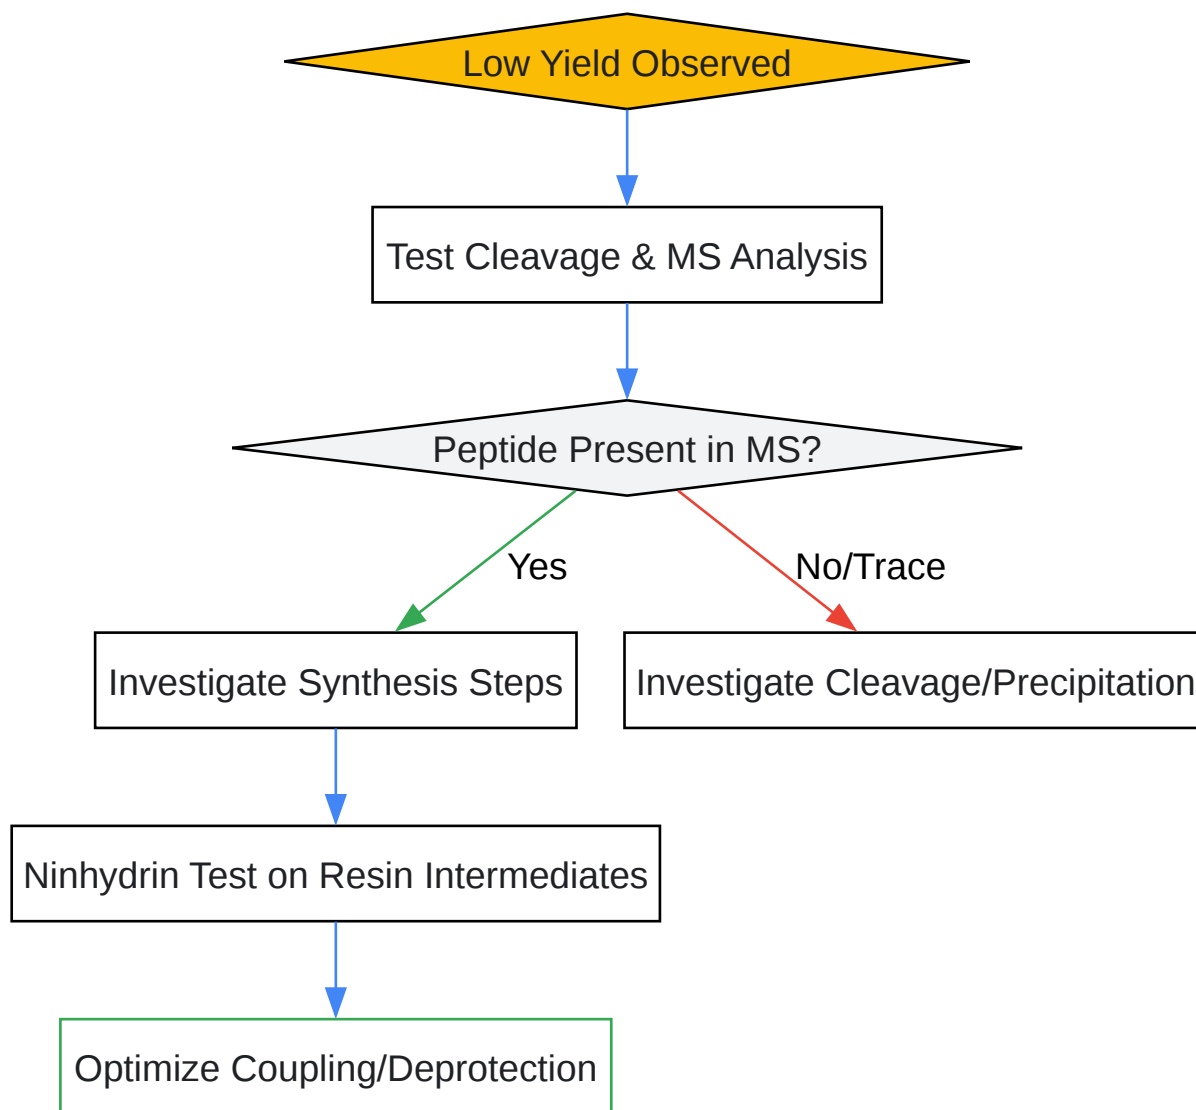 Low Yield Observed
Test Cleavage & MS Analysis
Peptide Present in MS?
Yes
No/Trace
Investigate Synthesis Steps
Investigate Cleavage/Precipitation
Ninhydrin Test on Resin Intermediates
Optimize Coupling/Deprotection